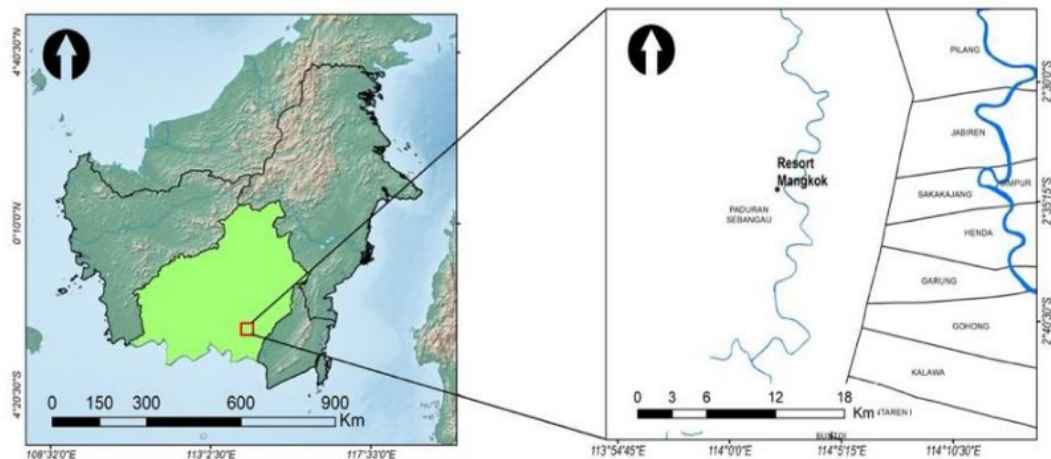 4°40'30"N
0°10'0"N
4°20'30"S
0 150 300 600 900
Km
108°32'0"E 113°2'30"E 117°33'0"E
PILANG
JABIREN
Resort
Mangkok
SAKAKAJANG
PADURAN
SEBANGAU
HENDA
GARUNG
GOHONG
KALAWA
0 3 6 12 18
Km
NTAREN I
2°30'0"S
2°35'15"S
2°40'30"S
113°54'45"E 114°0'0"E 114°5'15"E 114°10'30"E